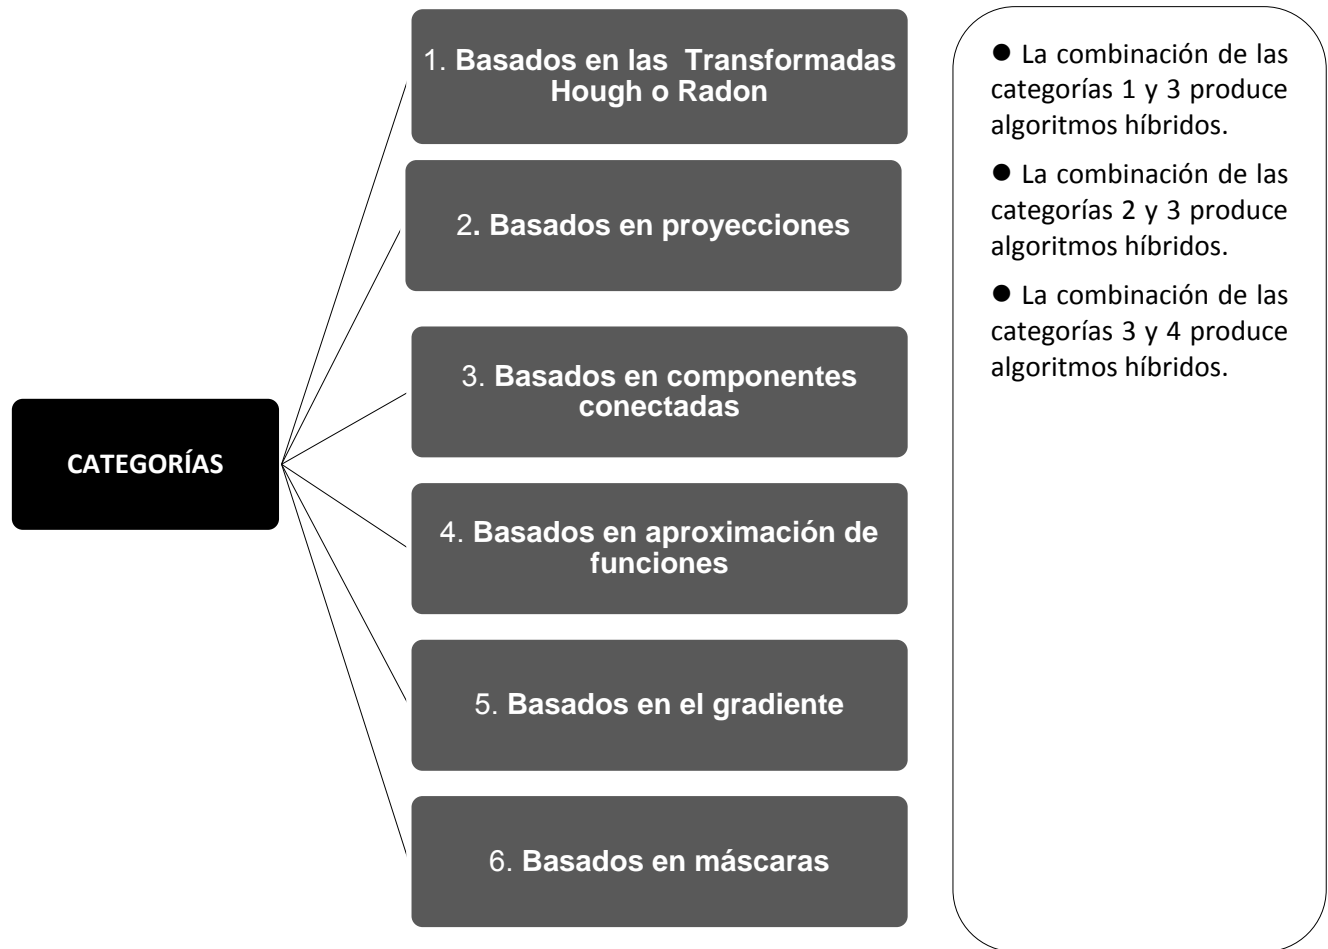 CATEGORÍAS
1. Basados en las Transformadas
Hough o Radon
2. Basados en proyecciones
3. Basados en componentes
conectadas
4. Basados en aproximación de
funciones
5. Basados en el gradiente
6. Basados en máscaras
● La combinación de las
categorías 1 y 3 produce
algoritmos híbridos.
● La combinación de las
categorías 2 y 3 produce
algoritmos híbridos.
● La combinación de las
categorías 3 y 4 produce
algoritmos híbridos.